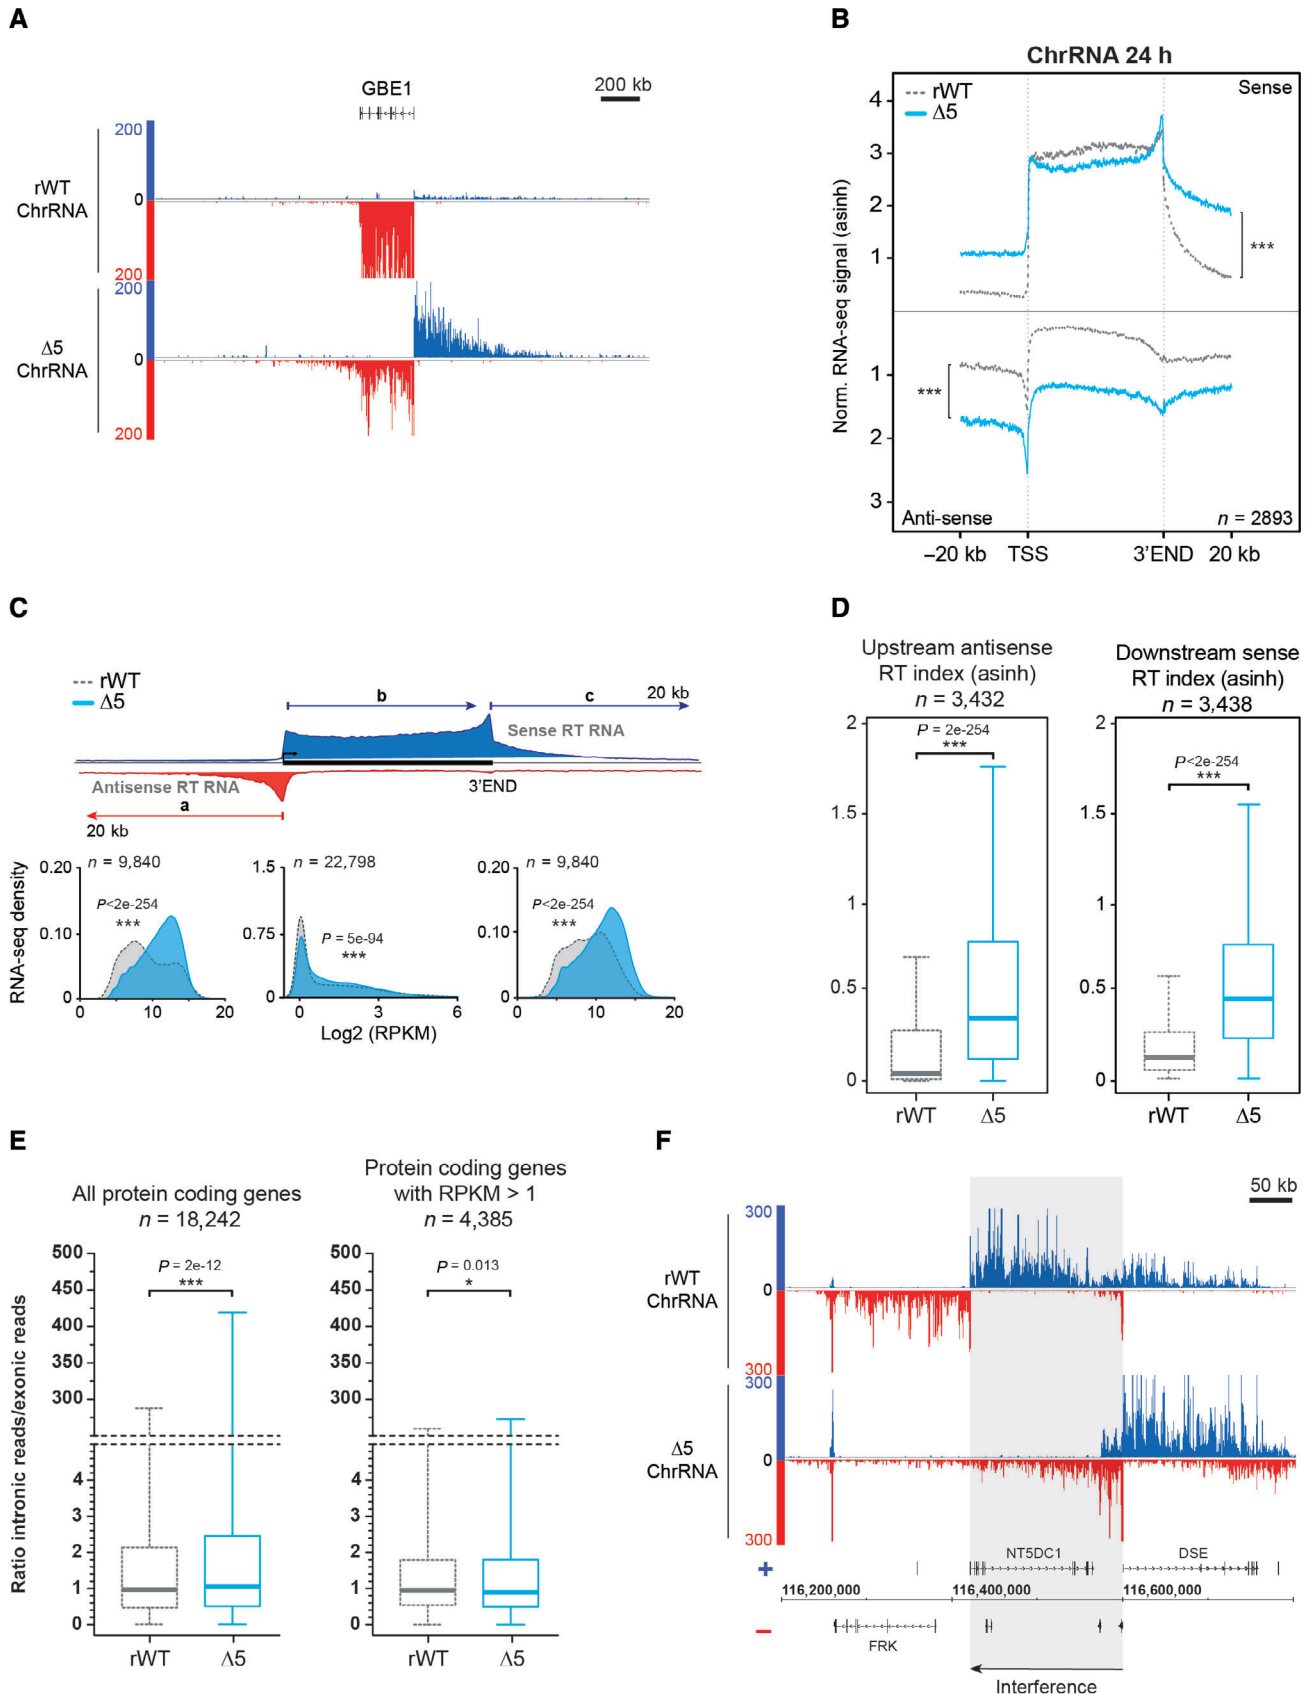 A
GBE1
200 kb
rWT
ChrRNA
200
0
200
Δ5
ChrRNA
200
0
200
B
ChrRNA 24 h
rWT
Δ5
Sense
Norm. RNA-seq signal (asinh)
4
3
2
1
***
1
2
3
***
Anti-sense
n = 2893
–20 kb TSS 3'END 20 kb
C
rWT
Δ5
b
c
20 kb
Sense RT RNA
Antisense RT RNA
3'END
a
20 kb
RNA-seq density
n = 9,840
0.20
0.10
0
P<2e-254
***
0 10 20
n = 22,798
1.5
0.75
0
P = 5e-94
***
0 3 6
n = 9,840
0.20
0.10
0
P<2e-254
***
0 10 20
Log2 (RPKM)
D
Upstream antisense
RT index (asinh)
n = 3,432
2
1.5
1
0.5
0
P = 2e-254
***
rWT Δ5
Downstream sense
RT index (asinh)
n = 3,438
2
1.5
1
0.5
0
P<2e-254
***
rWT Δ5
E
Ratio intronic reads/exonic reads
All protein coding genes
n = 18,242
500
450
400
350
300
4
3
2
1
0
P = 2e-12
***
rWT Δ5
Protein coding genes
with RPKM > 1
n = 4,385
500
450
400
350
300
4
3
2
1
0
P = 0.013
*
rWT Δ5
F
50 kb
rWT
ChrRNA
300
0
300
Δ5
ChrRNA
300
0
300
+
NT5DC1
DSE
116,200,000 116,400,000 116,600,000
–
FRK
Interference